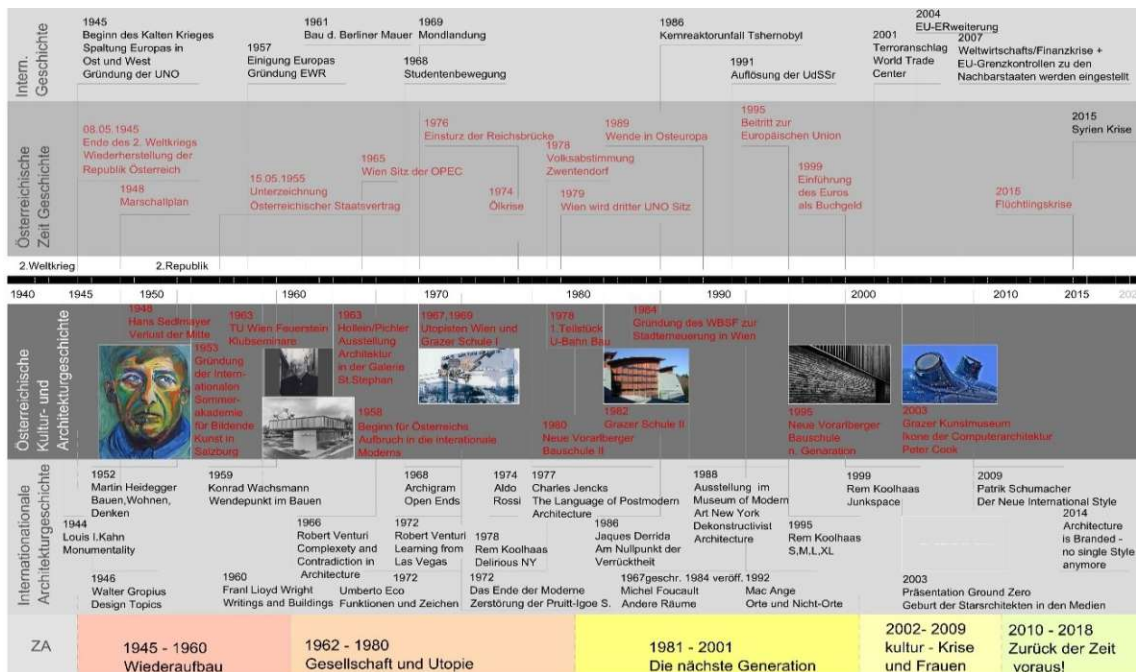 Intern.
Geschichte
1945
Beginn des Kalten Krieges
Spaltung Europas in
Ost und West
Gründung der UNO
1957
Einigung Europas
Gründung EWR
1961
Bau d. Berliner Mauer
1969
Mondlandung
1968
Studentenbewegung
1986
Kernreaktorunfall Tshernobyl
1991
Auflösung der UdSSr
2004
EU-ERweiterung
2001
Terroranschlag
World Trade
Center
2007
Weltwirtschafts/Finanzkrise +
EU-Grenzkontrollen zu den
Nachbarstaaten werden eingestellt
Österreichische
Zeit Geschichte
08.05.1945
Ende des 2. Weltkriegs
Wiederherstellung der
Republik Österreich
1948
Marschallplan
15.05.1955
Unterzeichnung
Österreichischer Staatsvertrag
1965
Wien Sitz der OPEC
1976
Einsturz der Reichsbrücke
1974
Ölkrise
1978
Volksabstimmung
Zwentendorf
1979
Wien wird dritter UNO Sitz
1989
Wende in Osteuropa
1995
Beitritt zur
Europäischen Union
1999
Einführung
des Euros
als Buchgeld
2015
Flüchtlingskrise
2015
Syrien Krise
2.Weltkrieg
2.Republik
1940
1945
1950
1960
1970
1980
1990
2000
2010
2015
Österreichische
Kultur- und
Architekturgeschichte
1948
Hans Sedlmayer
Verlust der Mitte
1953
Gründung
der Intern-
ationalen
Sommer-
akademie
für Bildende
Kunst in
Salzburg
1963
TU Wien Feuerstein
Klubseminare
1963
Hollein/Pichler
Ausstellung
Architektur
in der Galerie
St.Stephan
1958
Beginn für Österreichs
Aufbruch in die internationale
Moderns
1967,1969
Utopisten Wien und
Grazer Schule I
1978
1.Teilstück
U-Bahn Bau
1980
Neue Vorarlberger
Bauschule II
1984
Gründung des WBSF zur
Stadterneuerung in Wien
1982
Grazer Schule II
1995
Neue Vorarlberger
Bauschule
n. Genaration
2003
Grazer Kunstmuseum
Ikone der Computerarchitektur
Peter Cook
Internationale
Architekturgeschichte
1952
Martin Heidegger
Bauen,Wohnen,
Denken
1944
Louis I.Kahn
Monumentality
1946
Walter Gropius
Design Topics
1959
Konrad Wachsmann
Wendepunkt im Bauen
1960
Franl Lloyd Wright
Writings and Buildings
1966
Robert Venturi
Complexety and
Contradiction in
Architecture
1972
Umberto Eco
Funktionen und Zeichen
1968
Archigram
Open Ends
1972
Robert Venturi
Learning from
Las Vegas
1974
Aldo
Rossi
1978
Rem Koolhaas
Delirious NY
1972
Das Ende der Moderne
Zerstörung der Pruitt-Igoe S.
1977
Charles Jencks
The Language of Postmodern
Architecture
1986
Jaques Derrida
Am Nullpunkt der
Verrücktheit
1967geschr. 1984 veröff.
Michel Foucault
Andere Räume
1988
Ausstellung im
Museum of Modern
Art New York
Dekonstructivist
Architecture
1992
Mac Ange
Orte und Nicht-Orte
1995
Rem Koolhaas
S,M,L,XL
1999
Rem Koolhaas
Junkspace
2003
Präsentation Ground Zero
Geburt der Starsrchitekten in den Medien
2009
Patrik Schumacher
Der Neue International Style
2014
Architecture
is Branded -
no single Style
anymore
ZA
1945 - 1960
Wiederaufbau
1962 - 1980
Gesellschaft und Utopie
1981 - 2001
Die nächste Generation
2002- 2009
kultur - Krise
und Frauen
2010 - 2018
Zurück der Zeit
voraus!